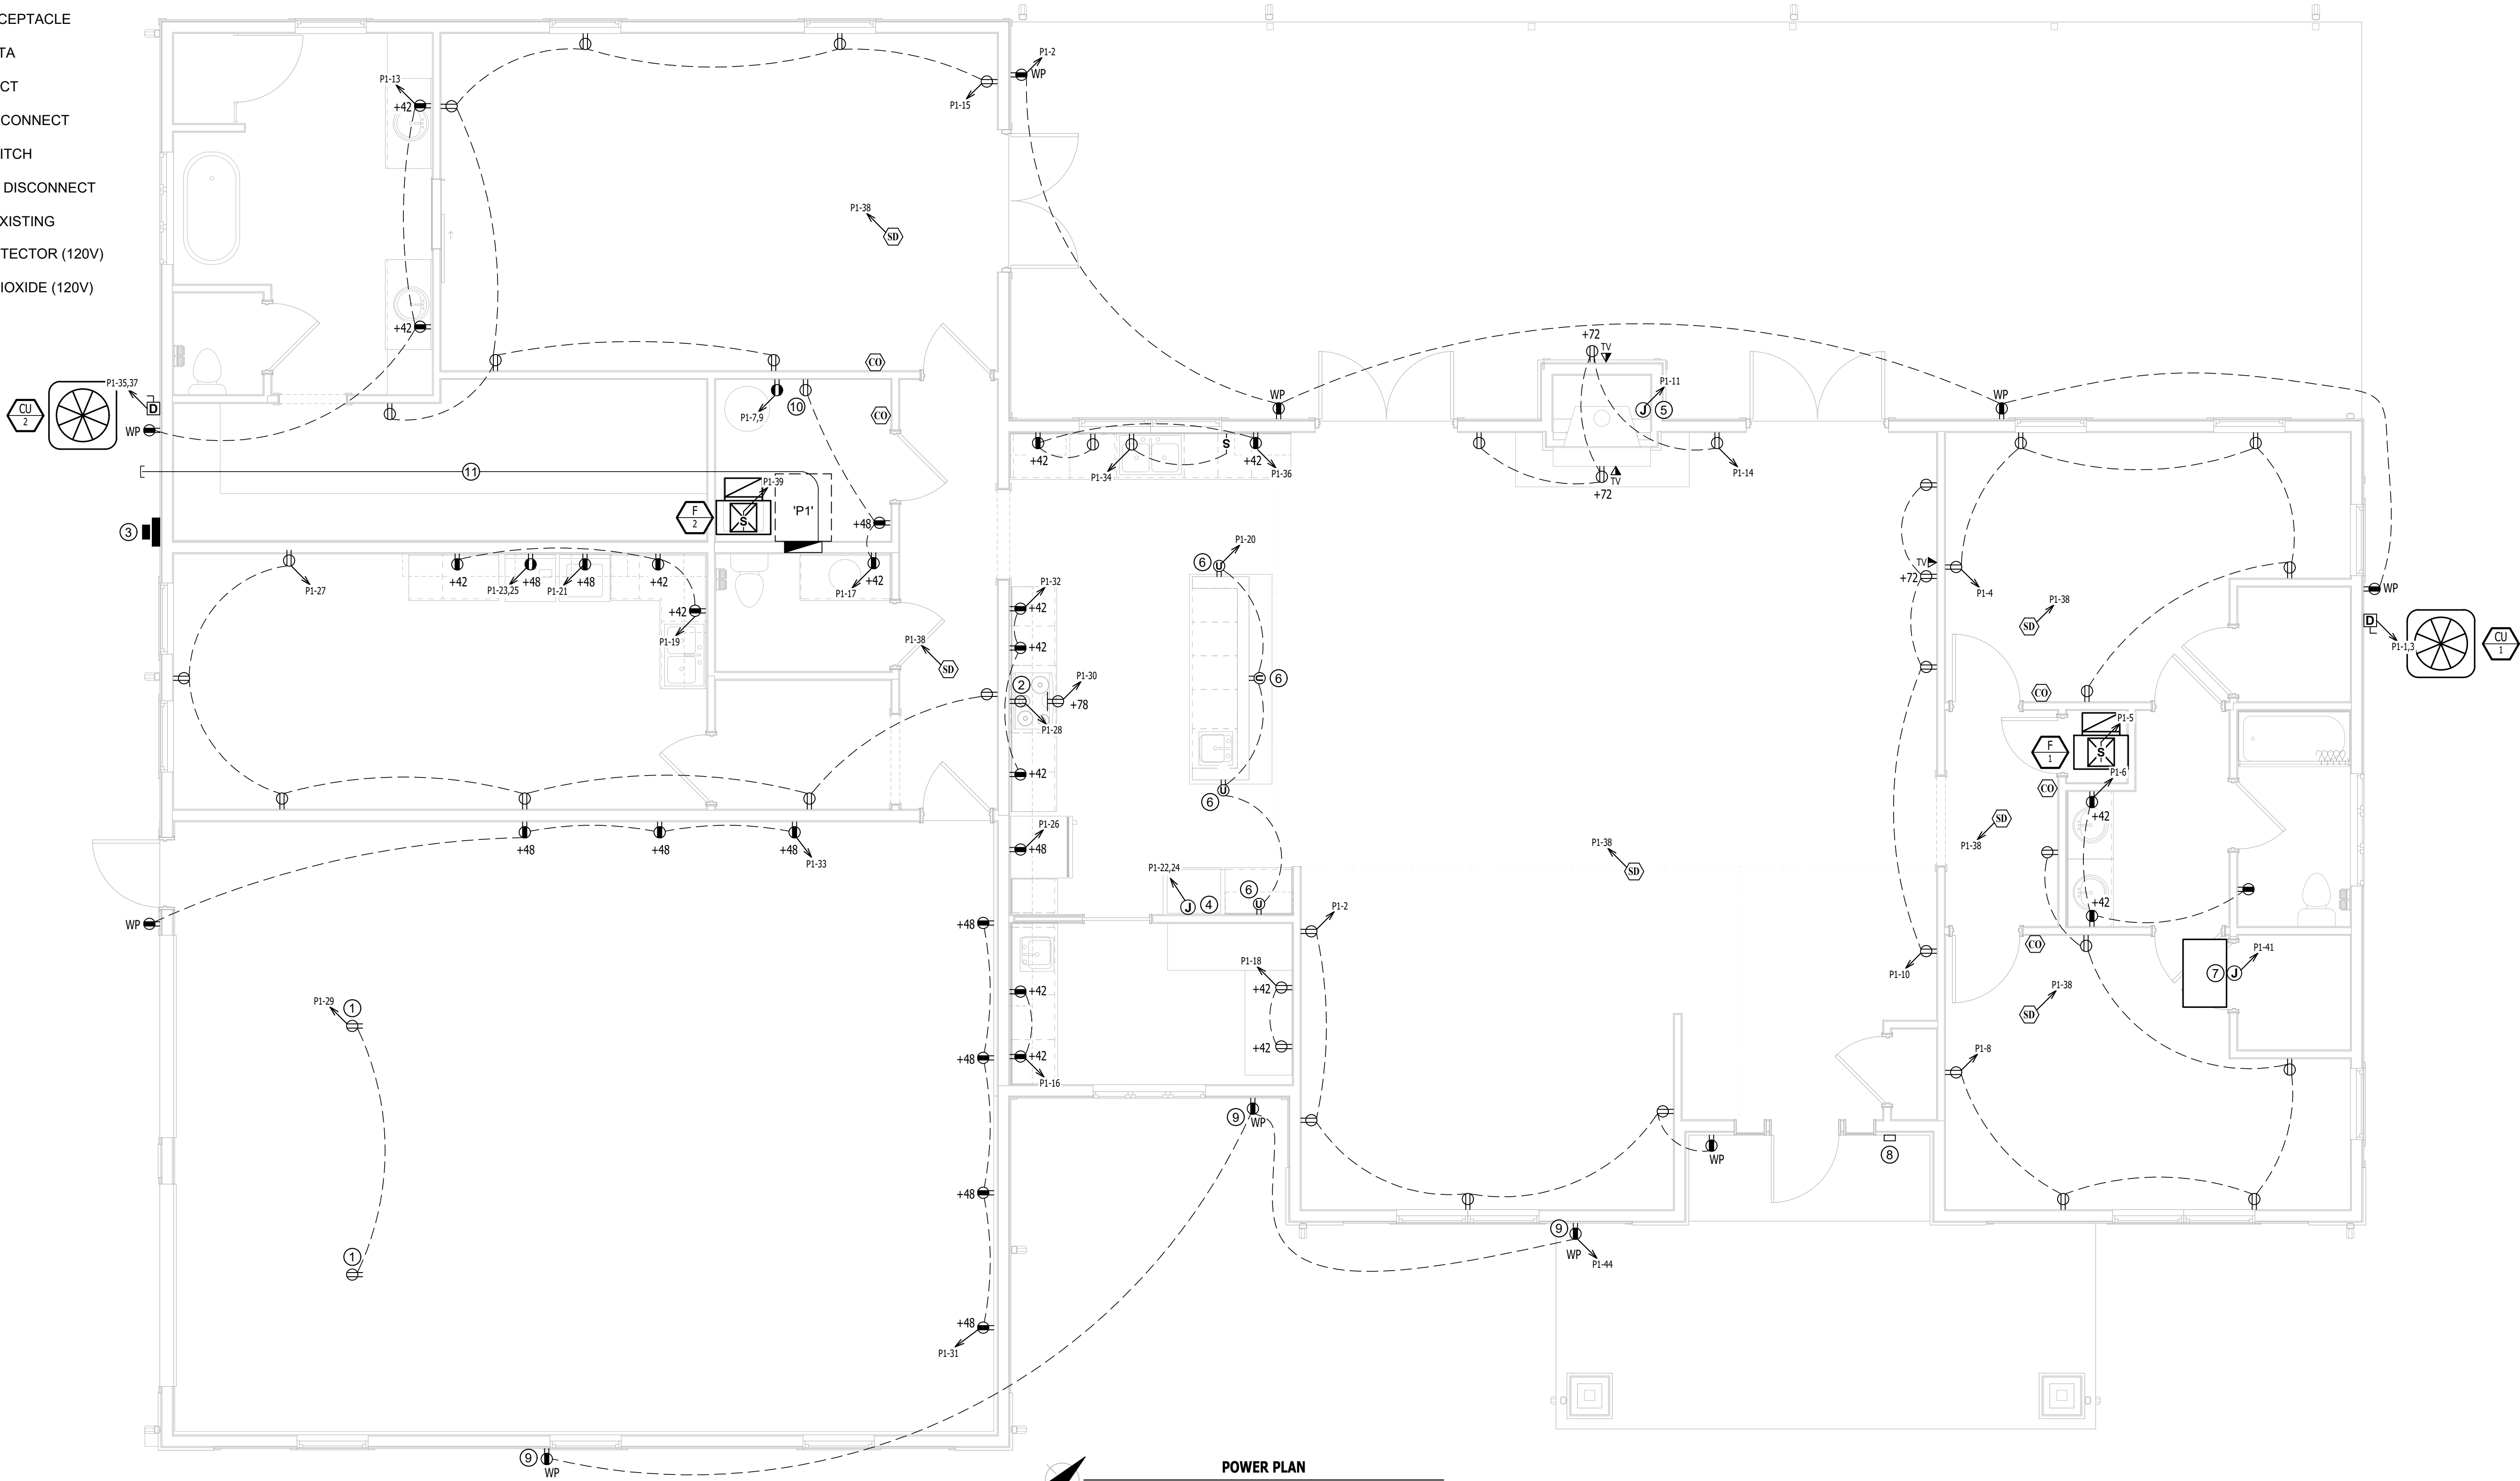 CEPTACLE
TA
CT
CONNECT
ITCH
DISCONNECT
XISTING
TECTOR (120V)
IOXIDE (120V)
P1-2
WP
P1-13
+42
P1-15
P1-38
SD
+42
+72
TV
CO
P1-35,37
D
CU
2
WP
P1-7,9
10
CO
WP
WP
P1-11
J
5
S
+42
+42
P1-34
P1-36
P1-14
TV
+72
11
P1-39
F
2
S
'P1'
+48
3
P1-20
6
U
P1-27
+42
P1-23,25
+48
P1-21
+48
+42
P1-17
+42
P1-32
+42
TV
+72
P1-4
P1-38
SD
WP
+42
P1-19
P1-38
SD
+42
D
P1-1,3
CU
1
2
P1-30
+78
P1-28
U
6
CO
P1-5
F
1
S
P1-6
+42
U
6
CO
+42
+48
+48
+48
P1-33
P1-26
+48
P1-38
SD
SD
P1-38
P1-22,24
J
4
6
U
+42
WP
+48
P1-2
CO
P1-10
P1-18
+42
P1-41
7
J
P1-29
1
+42
P1-38
SD
+48
+42
P1-16
+42
P1-8
9
WP
WP
8
+48
1
9
WP
P1-44
+48
P1-31
9
WP
POWER PLAN